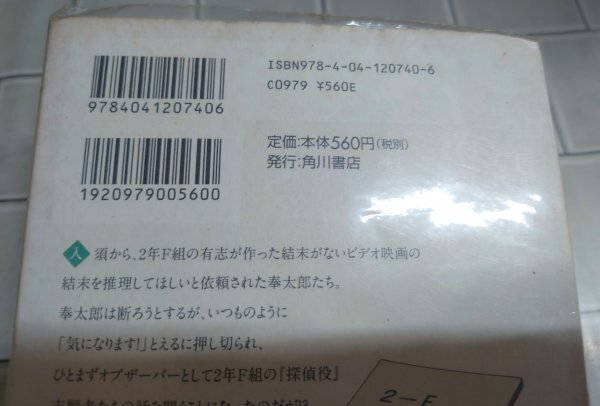 ISBN978-4-04-120740-6
C0979 ¥560E
9784041207406
定価:本体560円(税別)
発行:角川書店
1920979005600
入須から、2年F組の有志が作った結末がないビデオ映画の
結末を推理してほしいと依頼された奉太郎たち。
奉太郎は断ろうとするが、いつものように
「気になります!」とえるに押し切られ、
ひとまずオブザーバーとして2年F組の『探偵役』
2-F